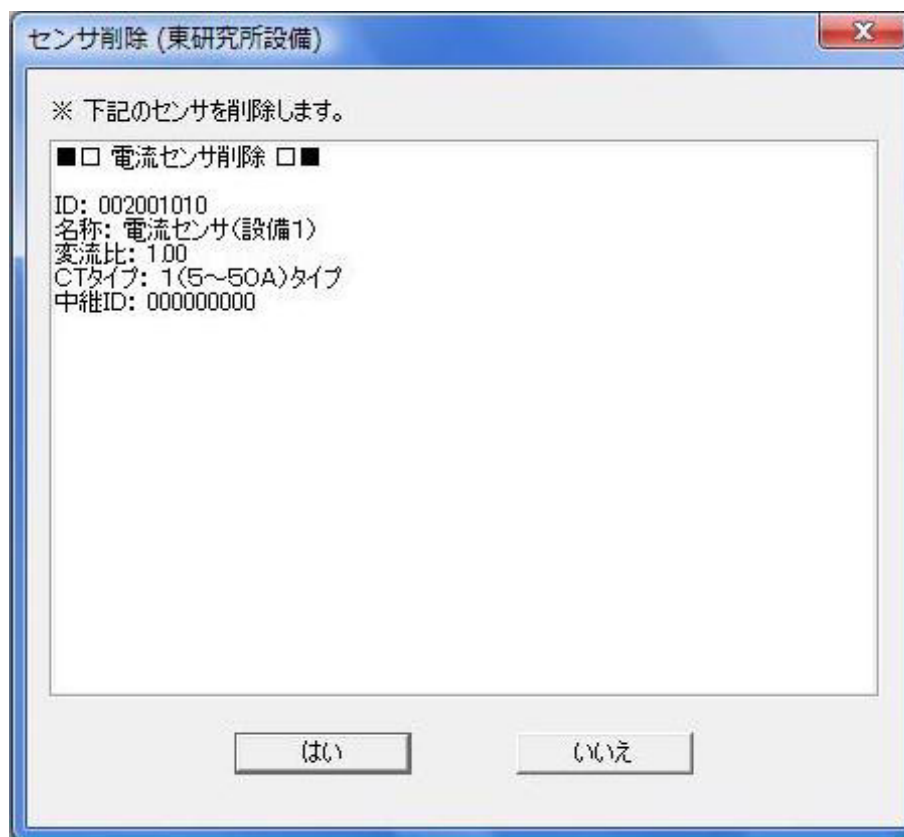 センサ削除 (東研究所設備)
※ 下記のセンサを削除します。
■□ 電流センサ削除 □■
ID: 002001010
名称: 電流センサ(設備1)
変流比: 1.00
CTタイプ: 1(5～50A)タイプ
中継ID: 000000000
はい
いいえ